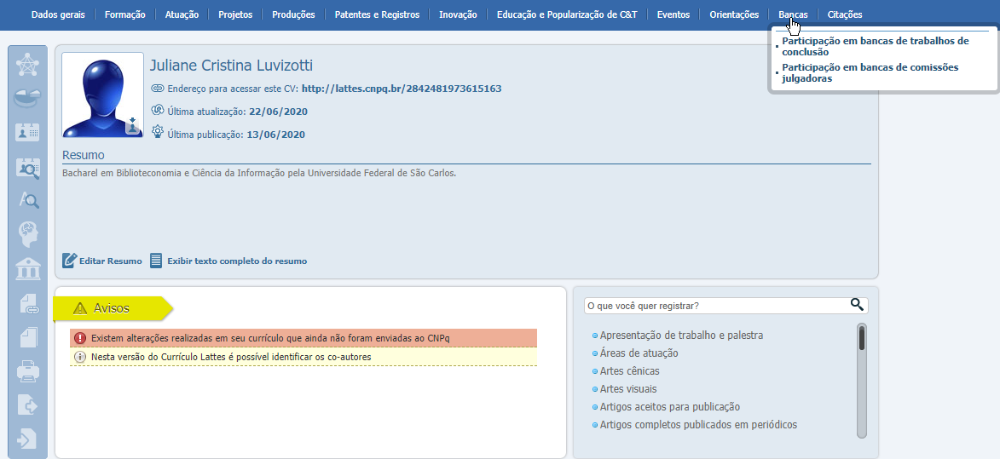 Dados gerais Formação Atuação Projetos Produções Patentes e Registros Inovação Educação e Popularização de C&T Eventos Orientações Bancas Citações
Participação em bancas de trabalhos de
conclusão
Participação em bancas de comissões
julgadoras
Juliane Cristina Luvizotti
Endereço para acessar este CV: http://lattes.cnpq.br/2842481973615163
Última atualização: 22/06/2020
Última publicação: 13/06/2020
Resumo
Bacharel em Biblioteconomia e Ciência da Informação pela Universidade Federal de São Carlos.
Editar Resumo Exibir texto completo do resumo
Avisos
Existem alterações realizadas em seu currículo que ainda não foram enviadas ao CNPq
Nesta versão do Currículo Lattes é possível identificar os co-autores
O que você quer registrar?
Apresentação de trabalho e palestra
Áreas de atuação
Artes cênicas
Artes visuais
Artigos aceitos para publicação
Artigos completos publicados em periódicos